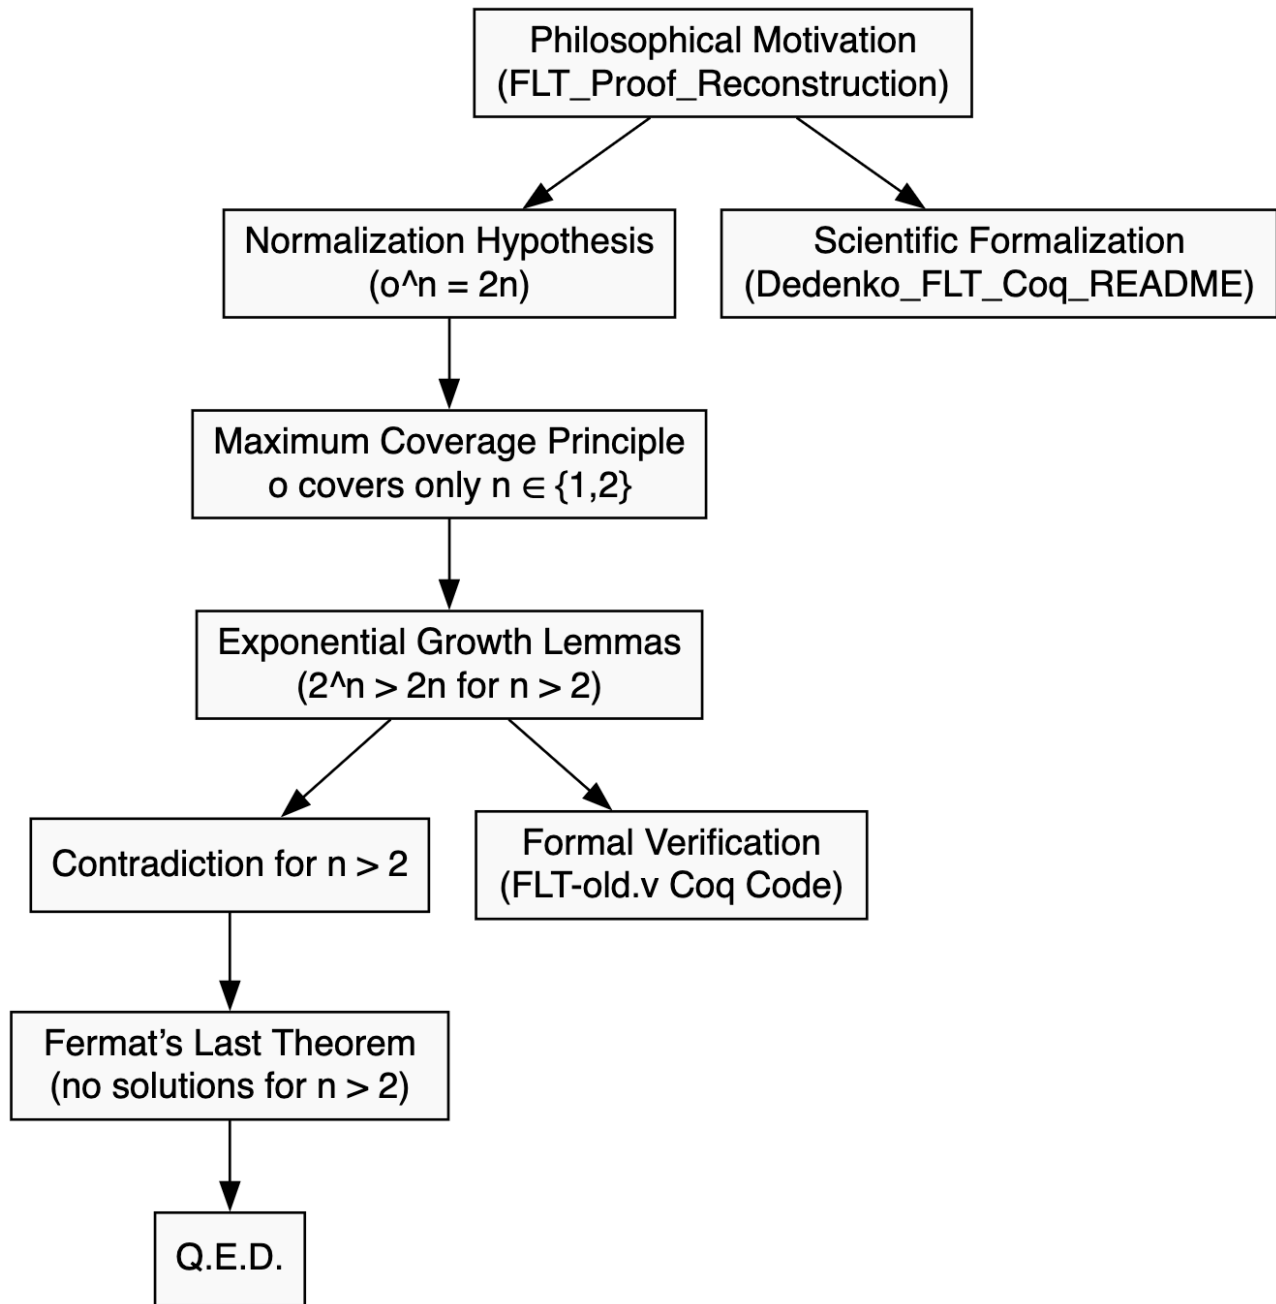 Philosophical Motivation
(FLT_Proof_Reconstruction)
Normalization Hypothesis
(o^n = 2n)
Scientific Formalization
(Dedenko_FLT_Coq_README)
Maximum Coverage Principle
o covers only n ∈ {1,2}
Exponential Growth Lemmas
(2^n > 2n for n > 2)
Contradiction for n > 2
Formal Verification
(FLT-old.v Coq Code)
Fermat’s Last Theorem
(no solutions for n > 2)
Q.E.D.